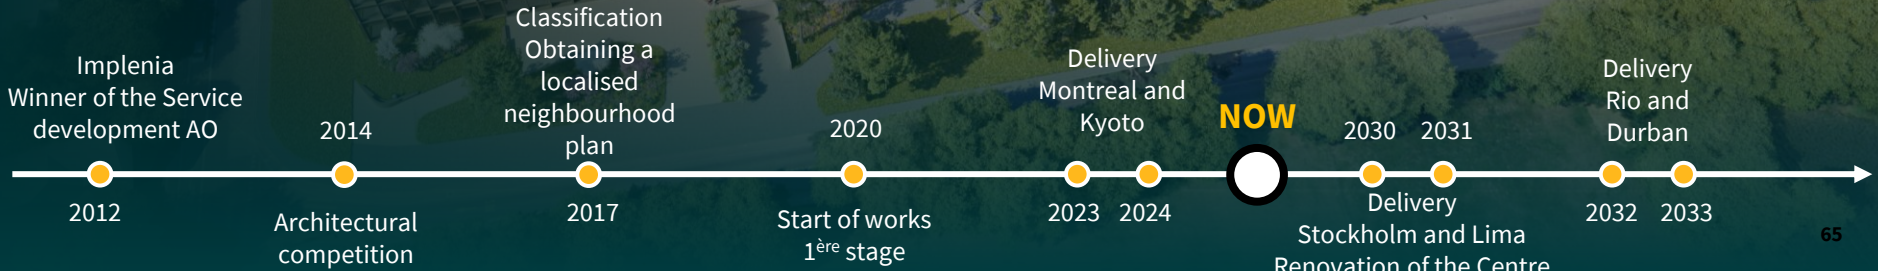 Implenia
Winner of the Service
development AO
2012
2014
Architectural
competition
Classification
Obtaining a
localised
neighbourhood
plan
2017
2020
Start of works
1ère stage
Delivery
Montreal and
Kyoto
2023 2024
NOW
2030 2031
Delivery
Stockholm and Lima
Renovation of the Centre
Delivery
Rio and
Durban
2032 2033
65